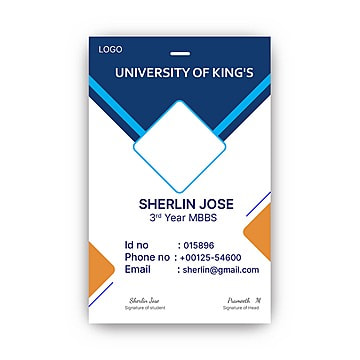 LOGO
UNIVERSITY OF KING'S
SHERLIN JOSE
3rd Year MBBS
Id no : 015896
Phone no : +00125-54600
Email : sherlin@gmail.com
Sherlin Jose Pramoth M
Signature of student Signature of Head